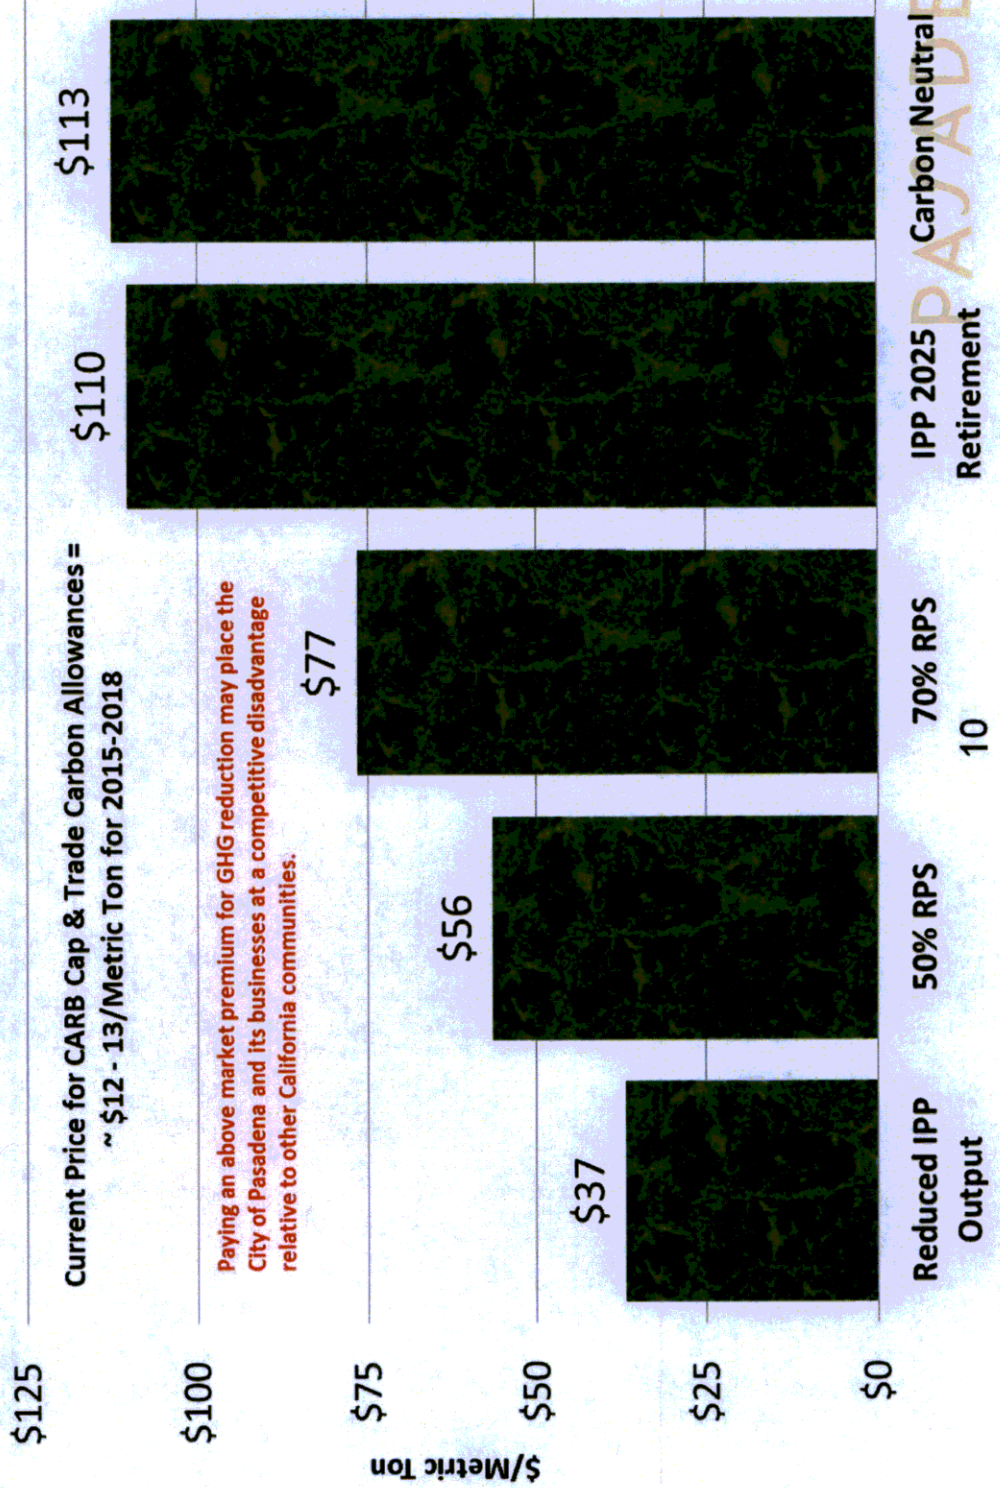 $125
$100
$75
$50
$25
$0
$/Metric Ton
Current Price for CARB Cap & Trade Carbon Allowances =
~ $12 - 13/Metric Ton for 2015-2018
Paying an above market premium for GHG reduction may place the
City of Pasadena and its businesses at a competitive disadvantage
relative to other California communities.
$37
$56
$77
$110
$113
Reduced IPP
Output
50% RPS
70% RPS
IPP 2025
Retirement
Carbon Neutral
10